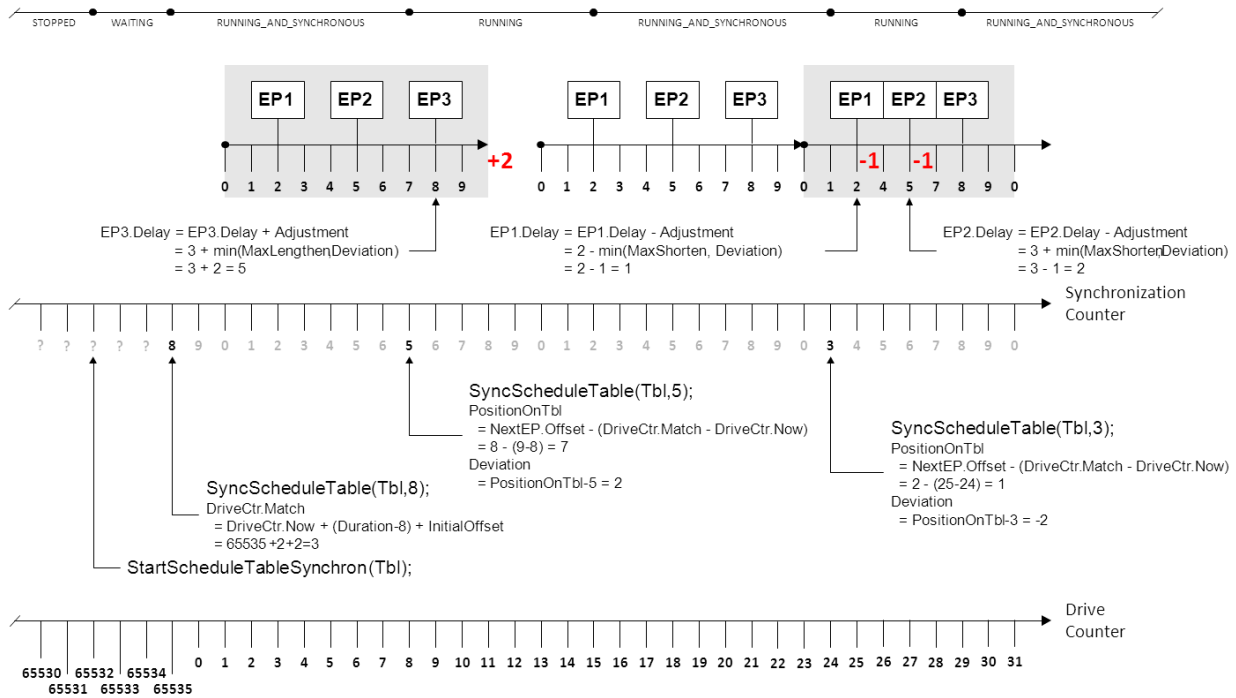 STOPPED WAITING RUNNING_AND_SYNCHRONOUS RUNNING RUNNING_AND_SYNCHRONOUS RUNNING RUNNING_AND_SYNCHRONOUS
EP1 EP2 EP3 EP1 EP2 EP3 EP1 EP2 EP3
+2 -1 -1
0 1 2 3 4 5 6 7 8 9 0 1 2 3 4 5 6 7 8 9 0 1 2 4 5 7 8 9 0
EP3.Delay = EP3.Delay + Adjustment
= 3 + min(MaxLengthen,Deviation)
= 3 + 2 = 5
EP1.Delay = EP1.Delay - Adjustment
= 2 - min(MaxShorten, Deviation)
= 2 - 1 = 1
EP2.Delay = EP2.Delay - Adjustment
= 3 + min(MaxShorten,Deviation)
= 3 - 1 = 2
Synchronization
Counter
? ? ? ? ? 8 9 0 1 2 3 4 5 6 5 6 7 8 9 0 1 2 3 4 5 6 7 8 9 0 3 4 5 6 7 8 9 0
SyncScheduleTable(Tbl,5);
PositionOnTbl
= NextEP.Offset - (DriveCtr.Match - DriveCtr.Now)
= 8 - (9-8) = 7
Deviation
= PositionOnTbl-5 = 2
SyncScheduleTable(Tbl,3);
PositionOnTbl
= NextEP.Offset - (DriveCtr.Match - DriveCtr.Now)
= 2 - (25-24) = 1
Deviation
= PositionOnTbl-3 = -2
SyncScheduleTable(Tbl,8);
DriveCtr.Match
= DriveCtr.Now + (Duration-8) + InitialOffset
= 65535+2+2=3
StartScheduleTableSynchron(Tbl);
Drive
Counter
65530 65531 65532 65533 65534 65535 0 1 2 3 4 5 6 7 8 9 10 11 12 13 14 15 16 17 18 19 20 21 22 23 24 25 26 27 28 29 30 31